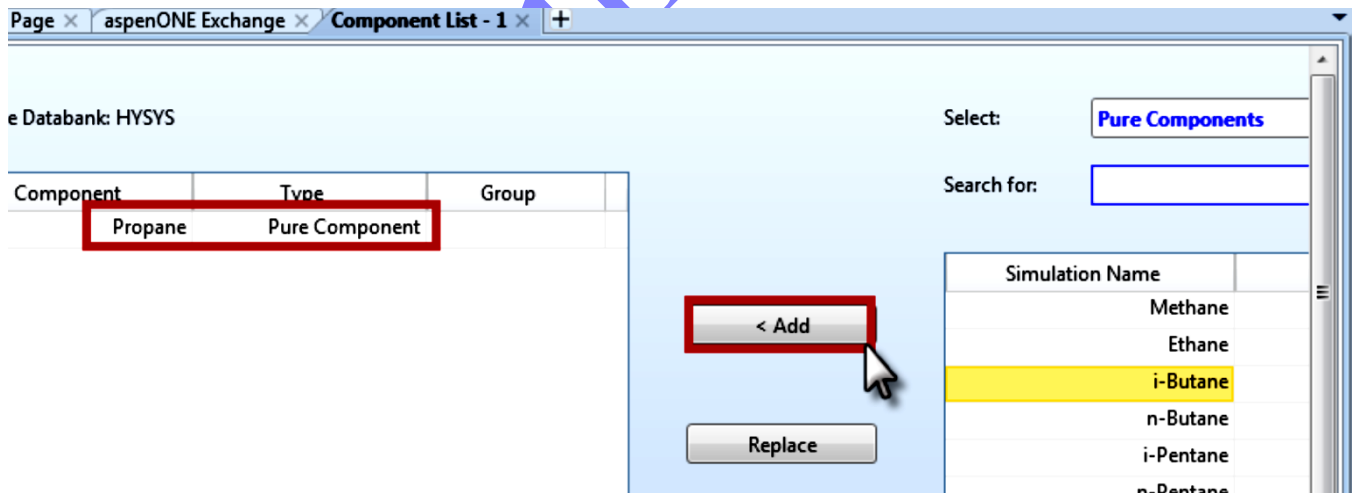 Page × aspenONE Exchange × Component List - 1 × +
e Databank: HYSYS
Select: Pure Components
Search for:
Component Type Group
Propane Pure Component
Simulation Name
Methane
< Add
Ethane
i-Butane
n-Butane
Replace
i-Pentane
n-Pentane